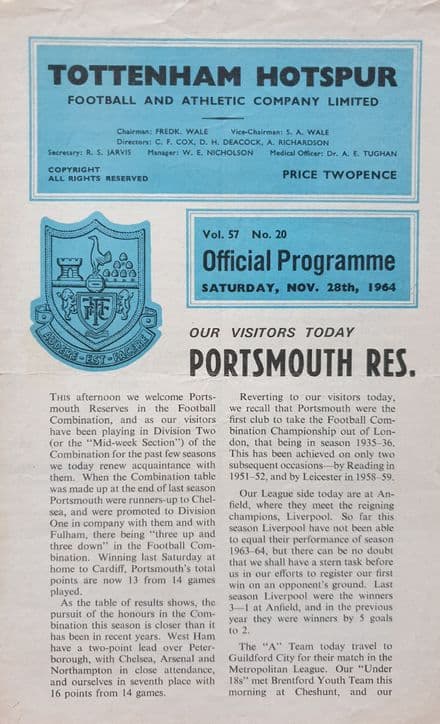 TOTTENHAM HOTSPUR
FOOTBALL AND ATHLETIC COMPANY LIMITED
Chairman: FREDK. WALE Vice-Chairman: S. A. WALE
Directors: C. F. COX, D. H. DEACOCK, A. RICHARDSON
Secretary: R. S. JARVIS Manager: W. E. NICHOLSON Medical Officer: Dr. A. E. TUGHAN
COPYRIGHT
ALL RIGHTS RESERVED
PRICE TWOPENCE
Vol. 57 No. 20
Official Programme
SATURDAY, NOV. 28th, 1964
AUDERE · EST · FACERE
OUR VISITORS TODAY
PORTSMOUTH RES.
THIS afternoon we welcome Ports-
mouth Reserves in the Football
Combination, and as our visitors
have been playing in Division Two
(or the "Mid-week Section") of the
Combination for the past few seasons
we today renew acquaintance with
them. When the Combination table
was made up at the end of last season
Portsmouth were runners-up to Chel-
sea, and were promoted to Division
One in company with them and with
Fulham, there being "three up and
three down" in the Football Com-
bination. Winning last Saturday at
home to Cardiff, Portsmouth's total
points are now 13 from 14 games
played.
As the table of results shows, the
pursuit of the honours in the Com-
bination this season is closer than it
has been in recent years. West Ham
have a two-point lead over Peter-
borough, with Chelsea, Arsenal and
Northampton in close attendance,
and ourselves in seventh place with
16 points from 14 games.
Reverting to our visitors today,
we recall that Portsmouth were the
first club to take the Football Com-
bination Championship out of Lon-
don, that being in season 1935-36.
This has been achieved on only two
subsequent occasions—by Reading in
1951-52, and by Leicester in 1958-59.
Our League side today are at An-
field, where they meet the reigning
champions, Liverpool. So far this
season Liverpool have not been able
to equal their performance of season
1963-64, but there can be no doubt
that we shall have a stern task before
us in our efforts to register our first
win on an opponent's ground. Last
season Liverpool were the winners
3—1 at Anfield, and in the previous
year they were winners by 5 goals
to 2.
The "A" Team today travel to
Guildford City for their match in the
Metropolitan League. Our "Under
18s" met Brentford Youth Team this
morning at Cheshunt, and our